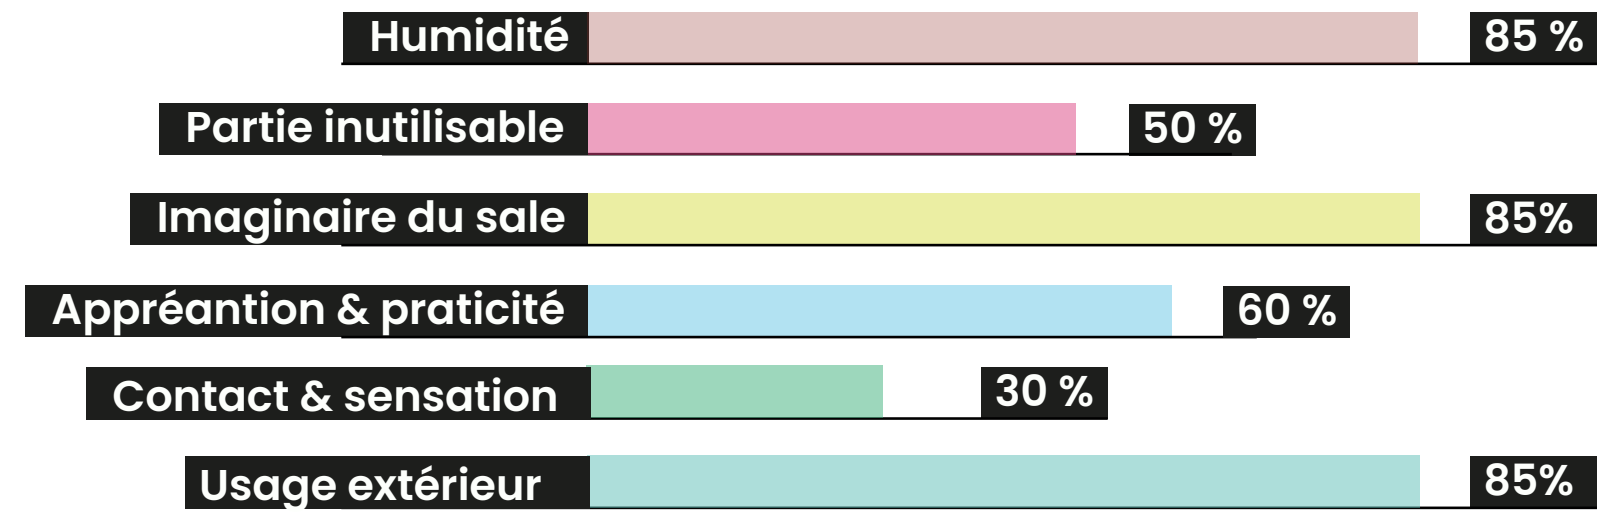 Humidité 85 %
Partie inutilisable 50 %
Imaginaire du sale 85%
Appréantion & praticité 60 %
Contact & sensation 30 %
Usage extérieur 85%